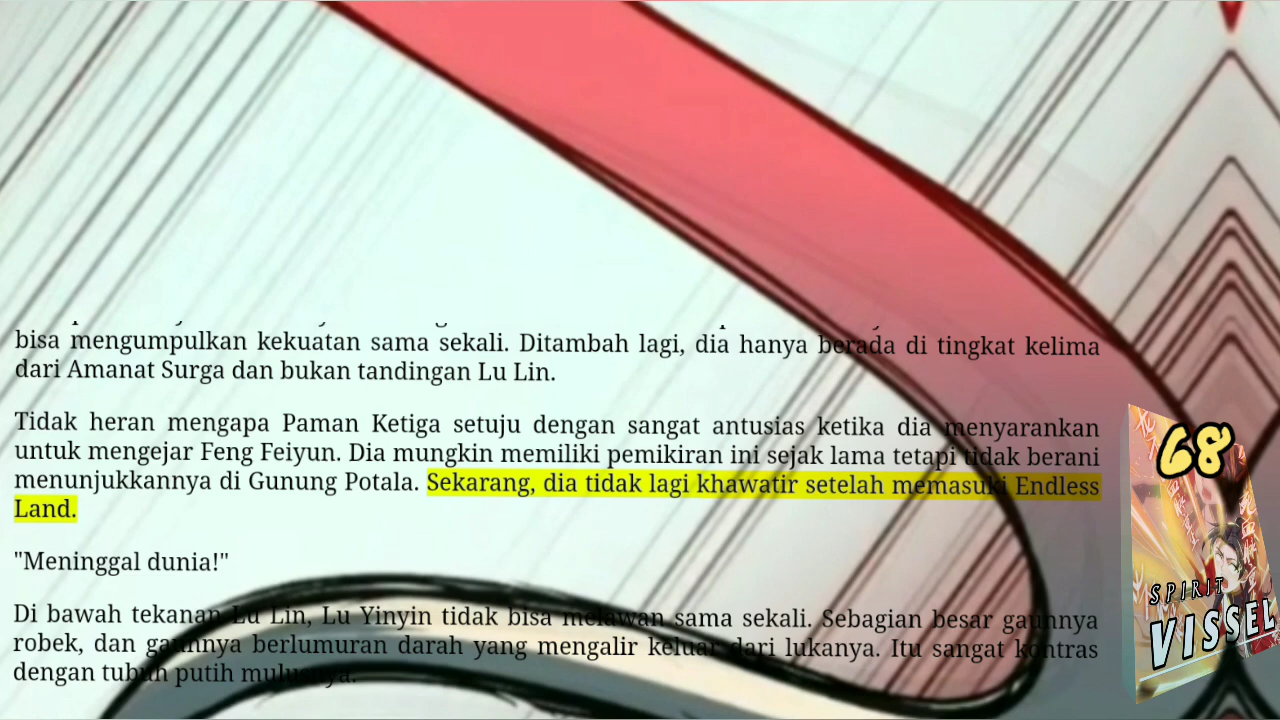 bisa mengumpulkan kekuatan sama sekali. Ditambah lagi, dia hanya berada di tingkat kelima
dari Amanat Surga dan bukan tandingan Lu Lin.
Tidak heran mengapa Paman Ketiga setuju dengan sangat antusias ketika dia menyarankan
untuk mengejar Feng Feiyun. Dia mungkin memiliki pemikiran ini sejak lama tetapi tidak berani
menunjukkannya di Gunung Potala. Sekarang, dia tidak lagi khawatir setelah memasuki Endless
Land.
"Meninggal dunia!"
Di bawah tekanan Lu Lin, Lu Yinyin tidak bisa melawan sama sekali. Sebagian besar gaunnya
robek, dan gaunnya berlumuran darah yang mengalir keluar dari lukanya. Itu sangat kontras
dengan tubuh putih mulusnya.
68
SPIRIT
VISSEL